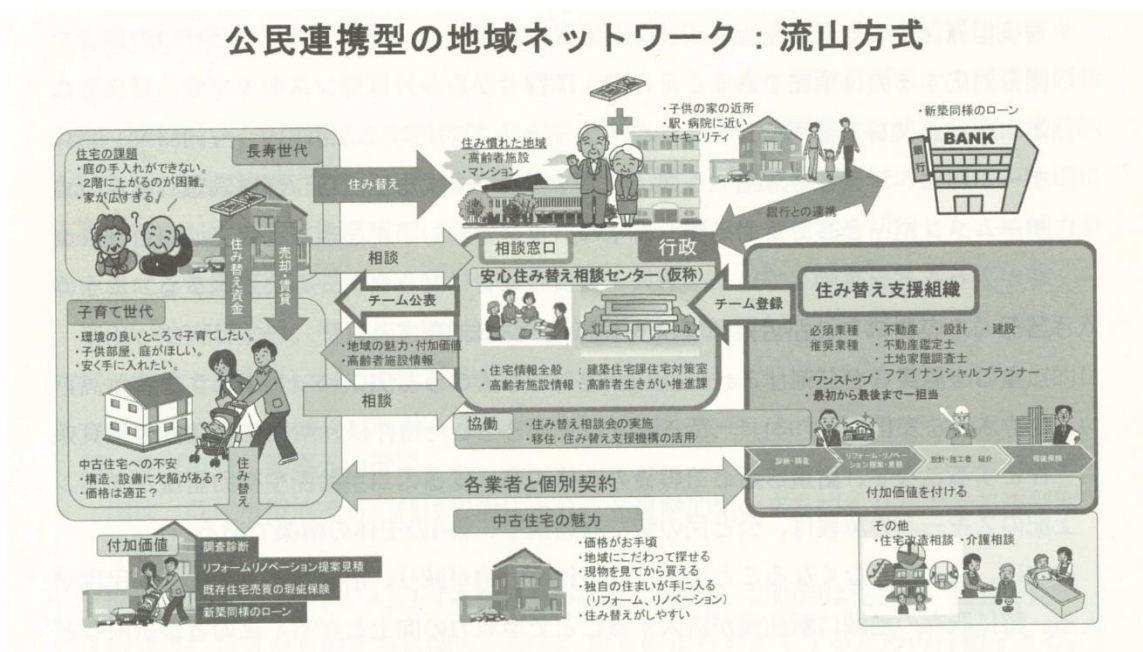 公民連携型の地域ネットワーク：流山方式
住宅の課題
・庭の手入れができない。
・2階に上がるのが困難。
・家が広すぎる。
長寿世代
住み替え
住み慣れた地域
・高齢者施設
・マンション
・子供の家の近所
・駅・病院に近い
・セキュリティ
・新築同様のローン
BANK
銀行
銀行との連携
住み替え資金
売却・賃貸
相談
相談窓口
行政
安心住み替え相談センター(仮称)
チーム公表
チーム登録
住み替え支援組織
必須業種 ・不動産 ・設計 ・建設
推奨業種 ・不動産鑑定士
・土地家屋調査士
・ファイナンシャルプランナー
・ワンストップ
・最初から最後まで一担当
子育て世代
・環境の良いところで子育てしたい。
・子供部屋、庭がほしい。
・安く手に入れたい。
・地域の魅力・付加価値
・高齢者施設情報
・住宅情報全般
・高齢者施設情報
：建築住宅課住宅対策室
：高齢者生きがい推進課
相談
協働
・住み替え相談会の実施
・移住・住み替え支援機構の活用
診断・調査
リフォーム・リノベーション提案・見積
設計・施工者 紹介
瑕疵保険
付加価値を付ける
中古住宅への不安
・構造、設備に欠陥がある?
・価格は適正?
住み替え
各業者と個別契約
付加価値
調査診断
リフォームリノベーション提案見積
既存住宅売買の瑕疵保険
新築同様のローン
中古住宅の魅力
・価格がお手頃
・地域にこだわって探せる
・現物を見てから買える
・独自の住まいが手に入る
(リフォーム、リノベーション)
・住み替えがしやすい
その他
・住宅改造相談 ・介護相談